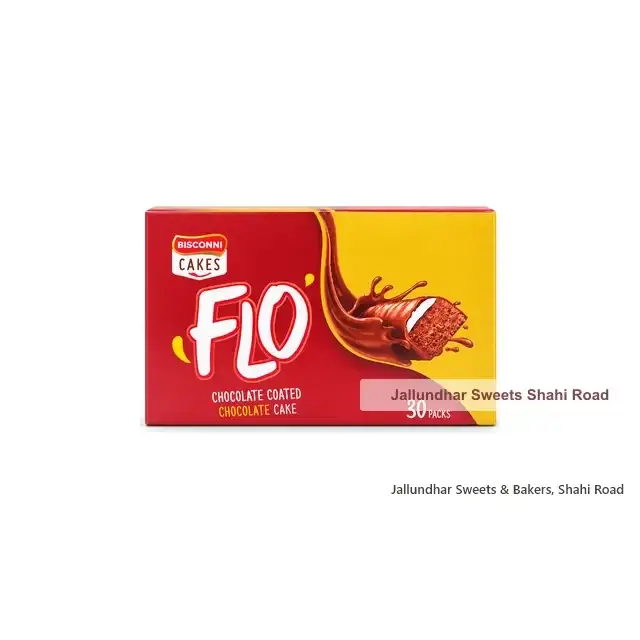 BISCONNI
CAKES
FLO
CHOCOLATE COATED
CHOCOLATE CAKE
Jallundhar Sweets Shahi Road
30 PACKS
Jallundhar Sweets & Bakers, Shahi Road